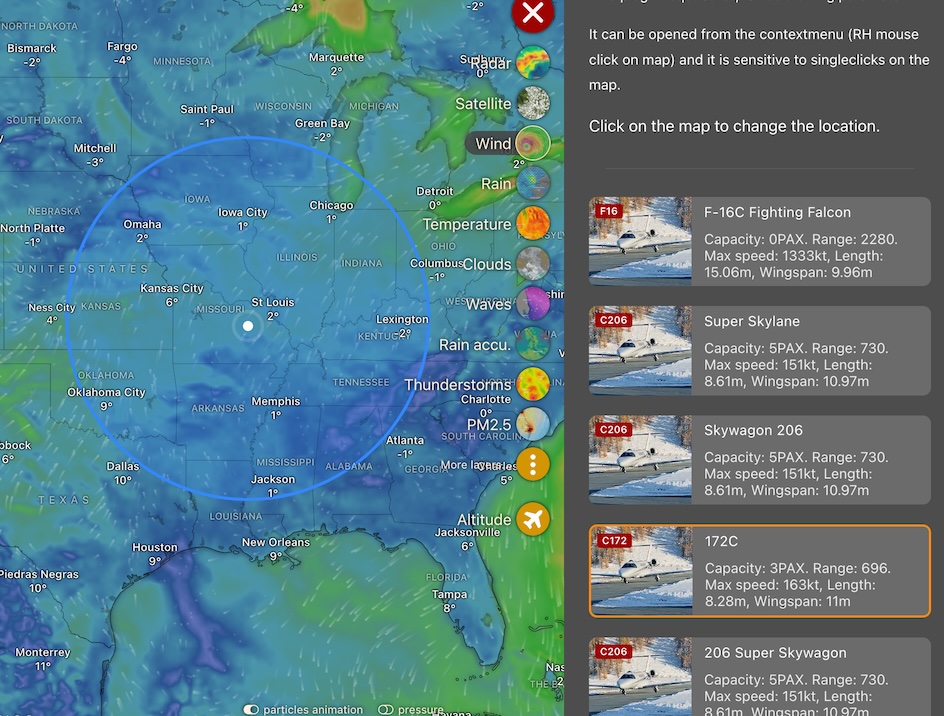 -4°
-2°
NORTH DAKOTA
Bismarck
-2°
Fargo
-4°
MINNESOTA
Marquette
2°
Sudbury
0°
Radar
Satellite
Saint Paul
-1°
WISCONSIN
MICHIGAN
SOUTH DAKOTA
Green Bay
-2°
Mitchell
-3°
Wind
2°
Rain
Detroit
0°
IOWA
NEBRASKA
North Platte
-1°
Omaha
2°
Iowa City
1°
Chicago
1°
Temperature
OHIO
ILLINOIS
INDIANA
Columbus
-1°
Clouds
UNITED STATES
Kansas City
6°
Ness City
4°
KANSAS
MISSOURI
St Louis
2°
Waves
Lexington
-2°
KENTUCKY
Rain accu.
OKLAHOMA
Oklahoma City
9°
TENNESSEE
Thunderstorms
Charlotte
0°
ARKANSAS
Memphis
1°
PM2.5
SOUTH CAROLINA
Atlanta
-1°
6°
Dallas
10°
MISSISSIPPI
ALABAMA
GEORGIA
More layers
5°
Jackson
1°
TEXAS
LOUISIANA
Altitude
Jacksonville
6°
Houston
9°
New Orleans
9°
Piedras Negras
10°
FLORIDA
Tampa
8°
Monterrey
11°
particles animation
pressure
Havana
It can be opened from the contextmenu (RH mouse
click on map) and it is sensitive to singleclicks on the
map.
Click on the map to change the location.
F16
F-16C Fighting Falcon
Capacity: 0PAX. Range: 2280.
Max speed: 1333kt, Length:
15.06m, Wingspan: 9.96m
C206
Super Skylane
Capacity: 5PAX. Range: 730.
Max speed: 151kt, Length:
8.61m, Wingspan: 10.97m
C206
Skywagon 206
Capacity: 5PAX. Range: 730.
Max speed: 151kt, Length:
8.61m, Wingspan: 10.97m
C172
172C
Capacity: 3PAX. Range: 696.
Max speed: 163kt, Length:
8.28m, Wingspan: 11m
C206
206 Super Skywagon
Capacity: 5PAX. Range: 730.
Max speed: 151kt, Length:
8.61m, Wingspan: 10.97m